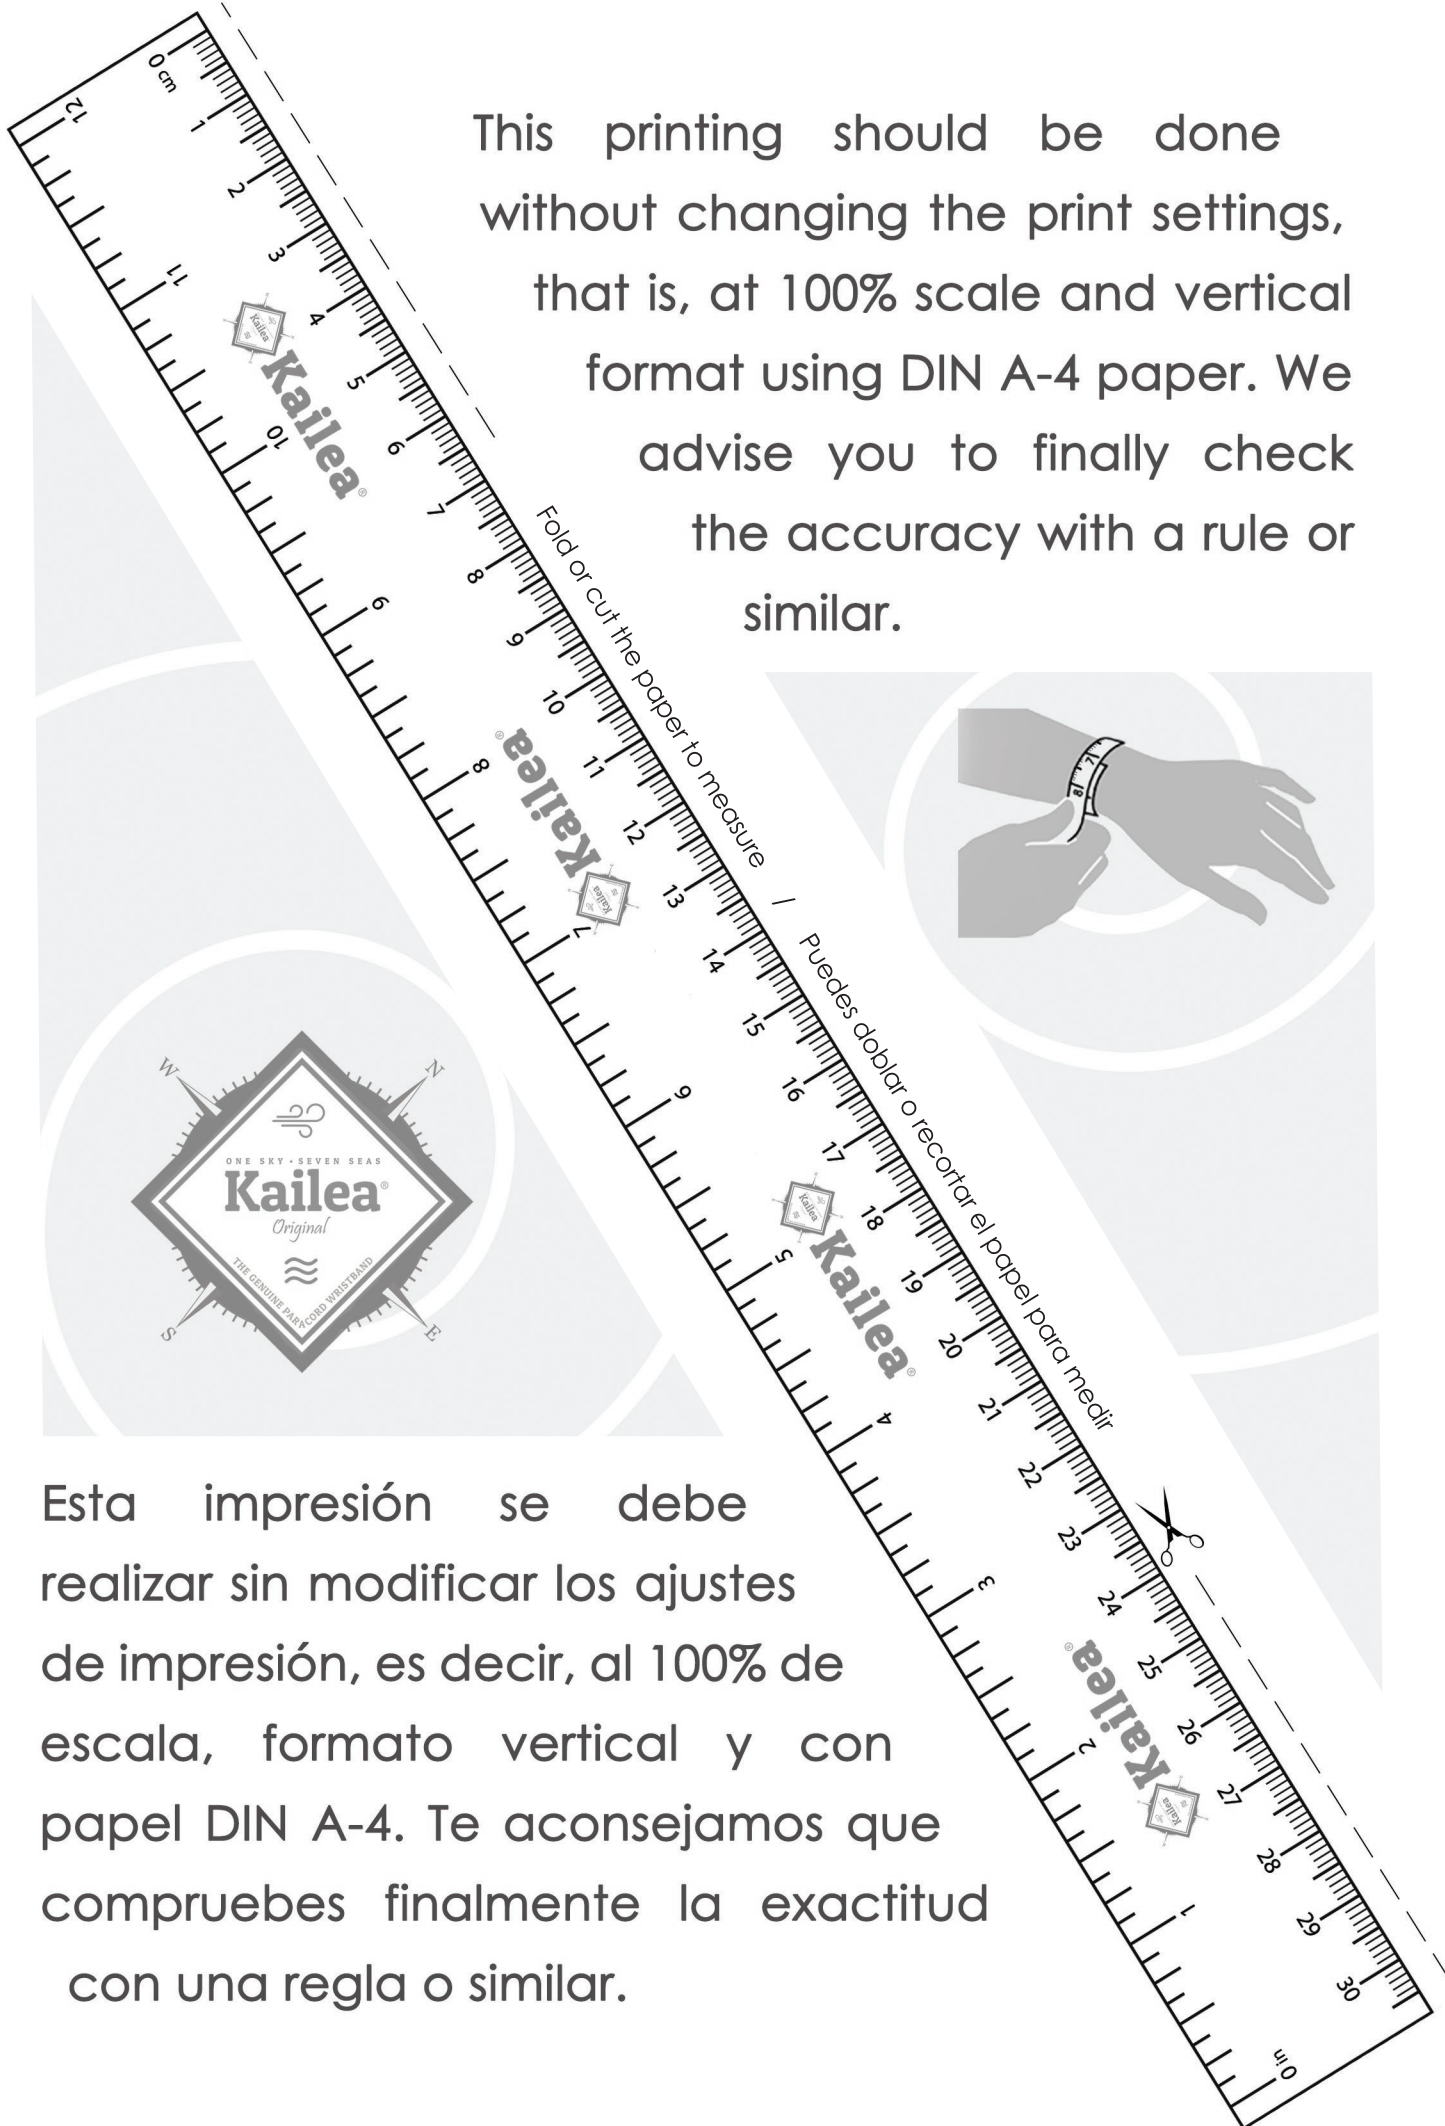 0 cm
1
2
3
4
5
6
7
8
9
10
11
12
13
14
15
16
17
18
19
20
21
22
23
24
25
26
27
28
29
30
12
11
10
9
8
7
6
5
4
3
2
1
0 in
Kailea
Kailea®
Kailea®
Kailea
Kailea
Kailea®
Kailea®
Kailea
This printing should be done
without changing the print settings,
that is, at 100% scale and vertical
format using DIN A-4 paper. We
advise you to finally check
the accuracy with a rule or
similar.
Fold or cut the paper to measure / Puedes doblar o recortar el papel para medir
7
8
W
N
ONE SKY • SEVEN SEAS
Kailea®
Original
THE GENUINE PARACORD WRISTBAND
S
E
Esta impresión se debe
realizar sin modificar los ajustes
de impresión, es decir, al 100% de
escala, formato vertical y con
papel DIN A-4. Te aconsejamos que
compruebes finalmente la exactitud
con una regla o similar.